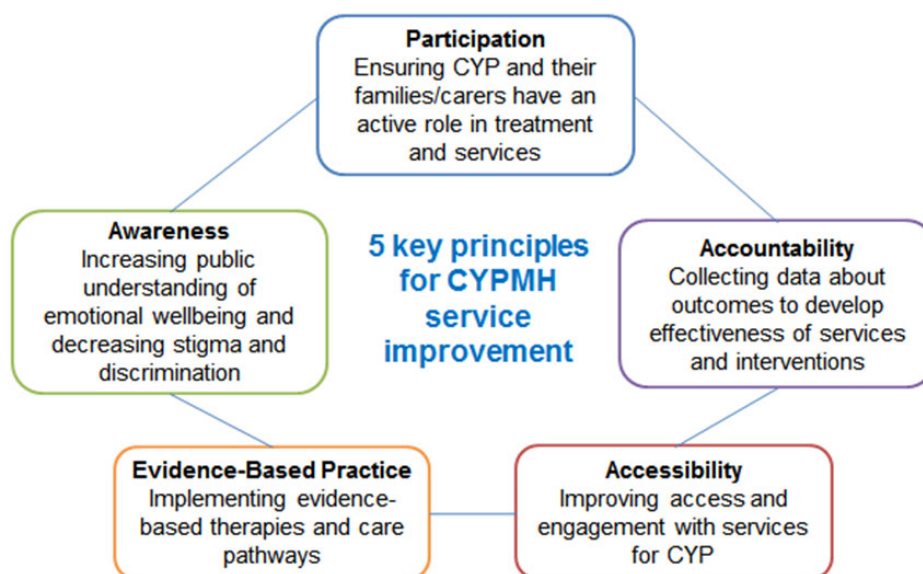 Participation
Ensuring CYP and their
families/carers have an
active role in treatment
and services
Awareness
Increasing public
understanding of
emotional wellbeing and
decreasing stigma and
discrimination
5 key principles
for CYPMH
service
improvement
Accountability
Collecting data about
outcomes to develop
effectiveness of services
and interventions
Evidence-Based Practice
Implementing evidence-
based therapies and care
pathways
Accessibility
Improving access and
engagement with services
for CYP